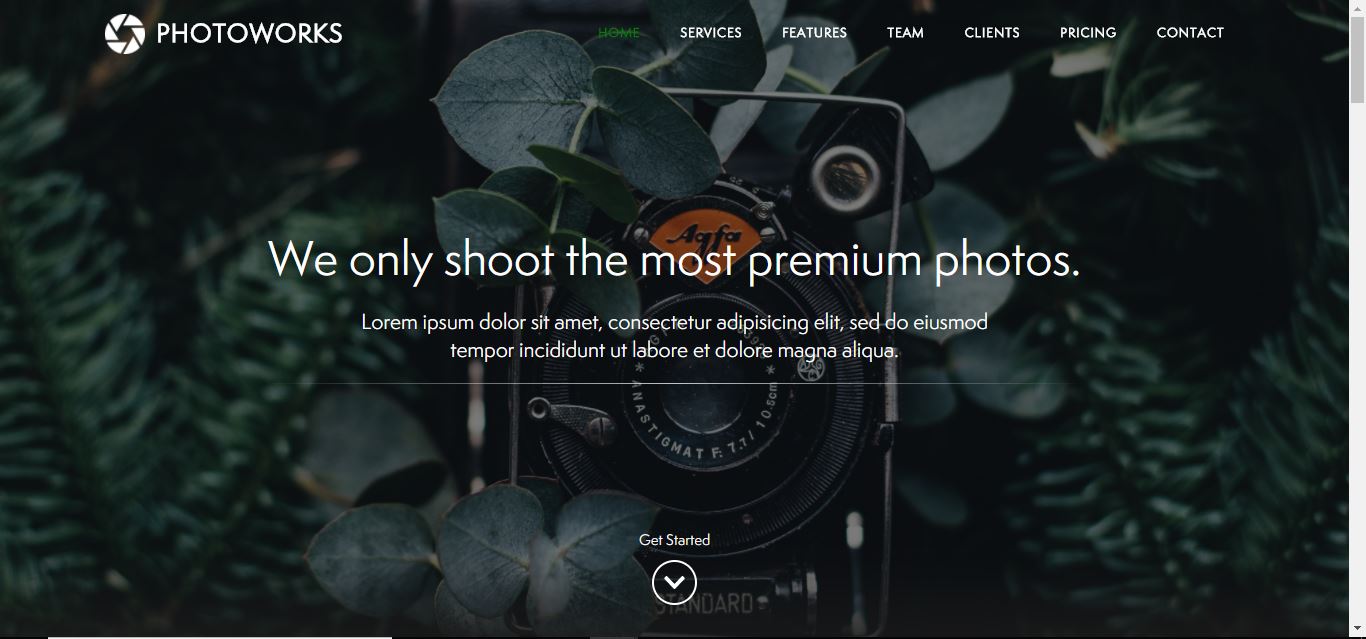 PHOTOWORKS
HOME SERVICES FEATURES TEAM CLIENTS PRICING CONTACT
Agfa
We only shoot the most premium photos.
Lorem ipsum dolor sit amet, consectetur adipisicing elit, sed do eiusmod
tempor incididunt ut labore et dolore magna aliqua.
* ANASTIGMAT F: 7.7 / 10.5cm *
Get Started
STANDARD